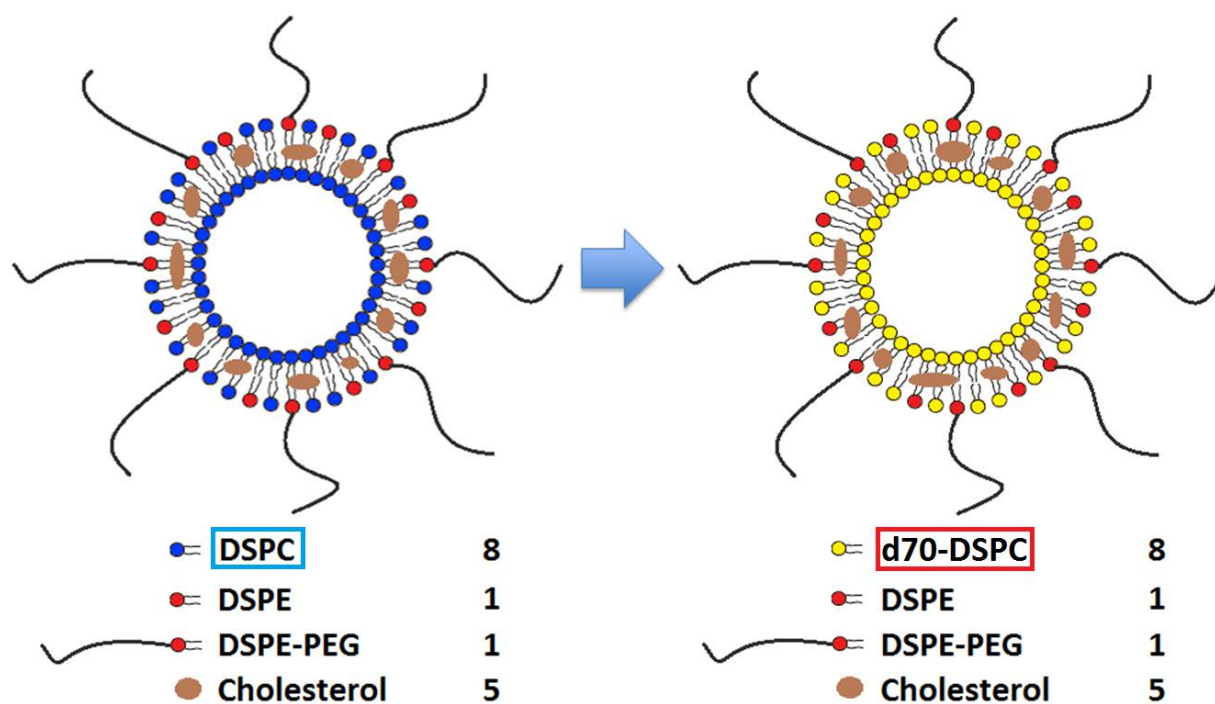 DSPC 8 d70-DSPC 8
DSPE 1 DSPE 1
DSPE-PEG 1 DSPE-PEG 1
Cholesterol 5 Cholesterol 5